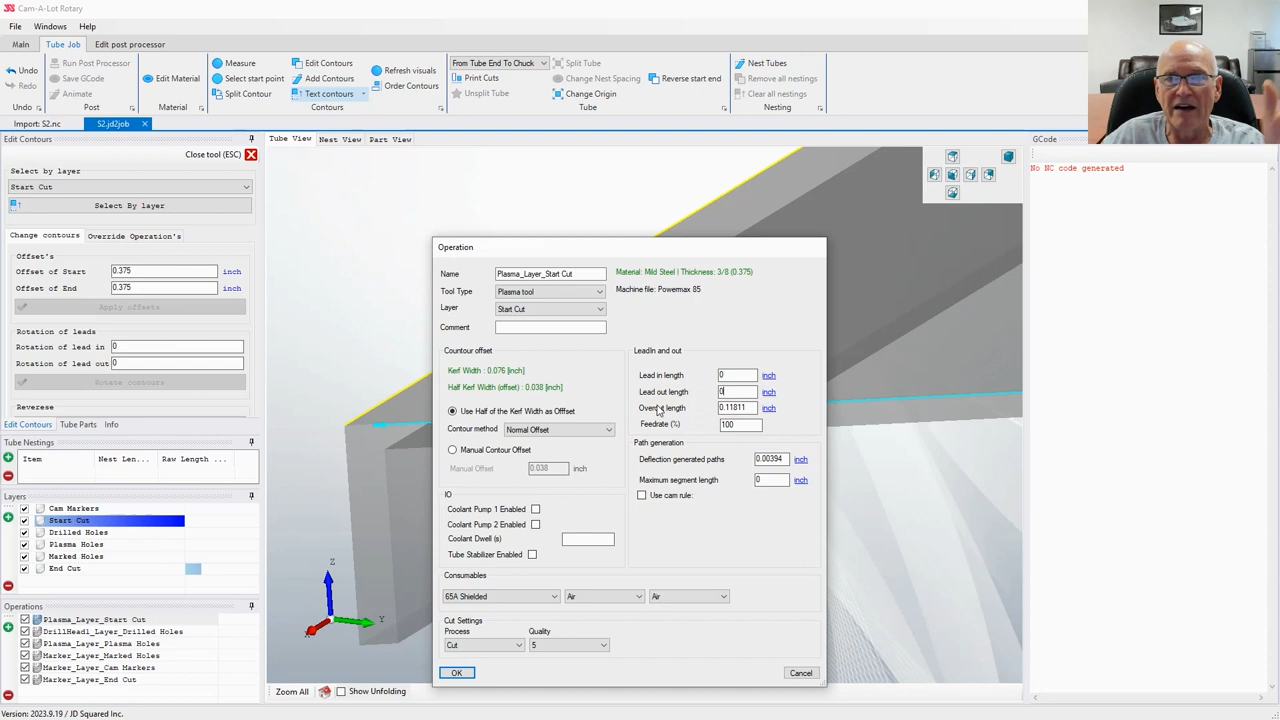 Cam-A-Lot Rotary
File Windows Help
Main Tube Job Edit post processor
Undo
Redo
Undo
Run Post Processor
Save GCode
Animate
Post
Edit Material
Material
Measure
Select start point
Split Contour
Edit Contours
Add Contours
Text contours
Refresh visuals
Order Contours
Contours
From Tube End To Chuck
Print Cuts
Unsplit Tube
Split Tube
Change Nest Spacing
Change Origin
Reverse start end
Tube
Nest Tubes
Remove all nestings
Clear all nestings
Nesting
Import: S2.nc S2.jd2job
Edit Contours
Close tool (ESC)
Select by layer
Start Cut
Select By layer
Change contours Override Operation's
Offset's
Offset of Start 0.375 inch
Offset of End 0.375 inch
Apply offsets
Rotation of leads
Rotation of lead in 0
Rotation of lead out 0
Rotate contours
Reverese
Edit Contours Tube Parts Info
Tube Nestings
Item Nest Len... Raw Length ...
Layers
Cam Markers
Start Cut
Drilled Holes
Plasma Holes
Marked Holes
End Cut
Operations
Plasma_Layer_Start Cut
DrillHead1_Layer_Drilled Holes
Marker_Layer_Plasma Holes
Marker_Layer_Marked Holes
Marker_Layer_Cam Markers
Marker_Layer_End Cut
Version: 2023.9.19 / JD Squared Inc.
Tube View Nest View Part View
Z
Y
X
Zoom All Show Unfolding
Operation
Name Plasma_Layer_Start Cut
Tool Type Plasma tool
Layer Start Cut
Comment
Material: Mild Steel | Thickness: 3/8 (0.375)
Machine file: Powermax 85
Countour offset
Kerf Width : 0.076 [inch]
Half Kerf Width (offset) : 0.038 [inch]
Use Half of the Kerf Width as Offfset
Contour method Normal Offset
Manual Contour Offset
Manual Offset 0.038 inch
IO
Coolant Pump 1 Enabled
Coolant Pump 2 Enabled
Coolant Dwell (s)
Tube Stabilizer Enabled
LeadIn and out
Lead in length 0 inch
Lead out length 0 inch
Overcut length 0.11811 inch
Feedrate (%) 100
Path generation
Deflection generated paths 0.00394 inch
Maximum segment length 0 inch
Use cam rule:
Consumables
65A Shielded Air Air
Cut Settings
Process Quality
Cut 5
OK Cancel
GCode
No NC code generated